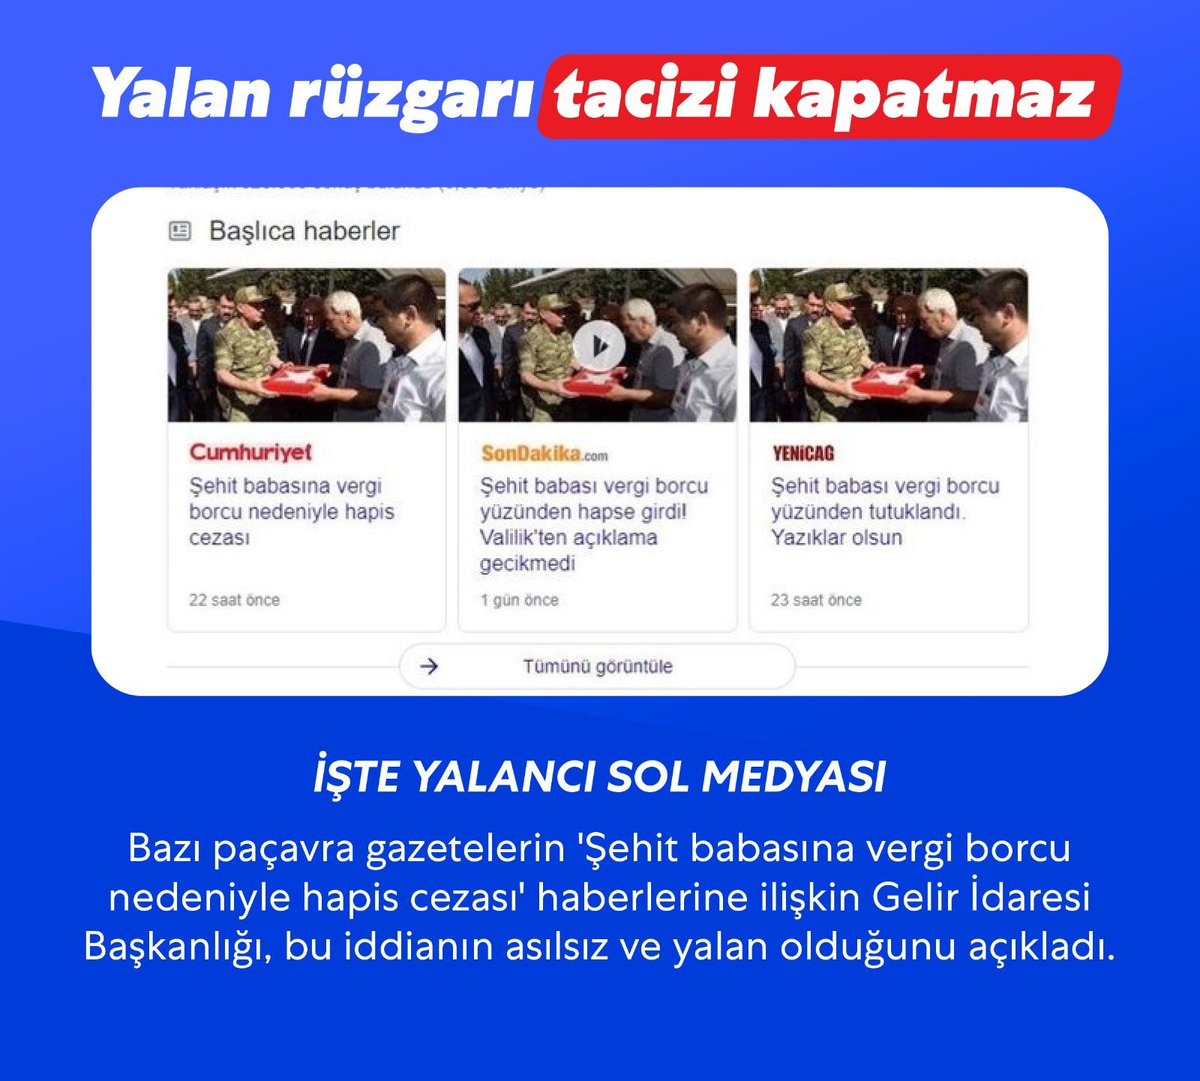 Yalan rüzgarı tacizi kapatmaz
Başlıca haberler
Cumhuriyet
Şehit babasına vergi
borcu nedeniyle hapis
cezası
22 saat önce
SonDakika.com
Şehit babası vergi borcu
yüzünden hapse girdi!
Valilik'ten açıklama
gecikmedi
1 gün önce
YENİÇAĞ
Şehit babası vergi borcu
yüzünden tutuklandı.
Yazıklar olsun
23 saat önce
Tümünü görüntüle
İŞTE YALANCI SOL MEDYASI
Bazı paçavra gazetelerin 'Şehit babasına vergi borcu
nedeniyle hapis cezası' haberlerine ilişkin Gelir İdaresi
Başkanlığı, bu iddianın asılsız ve yalan olduğunu açıkladı.